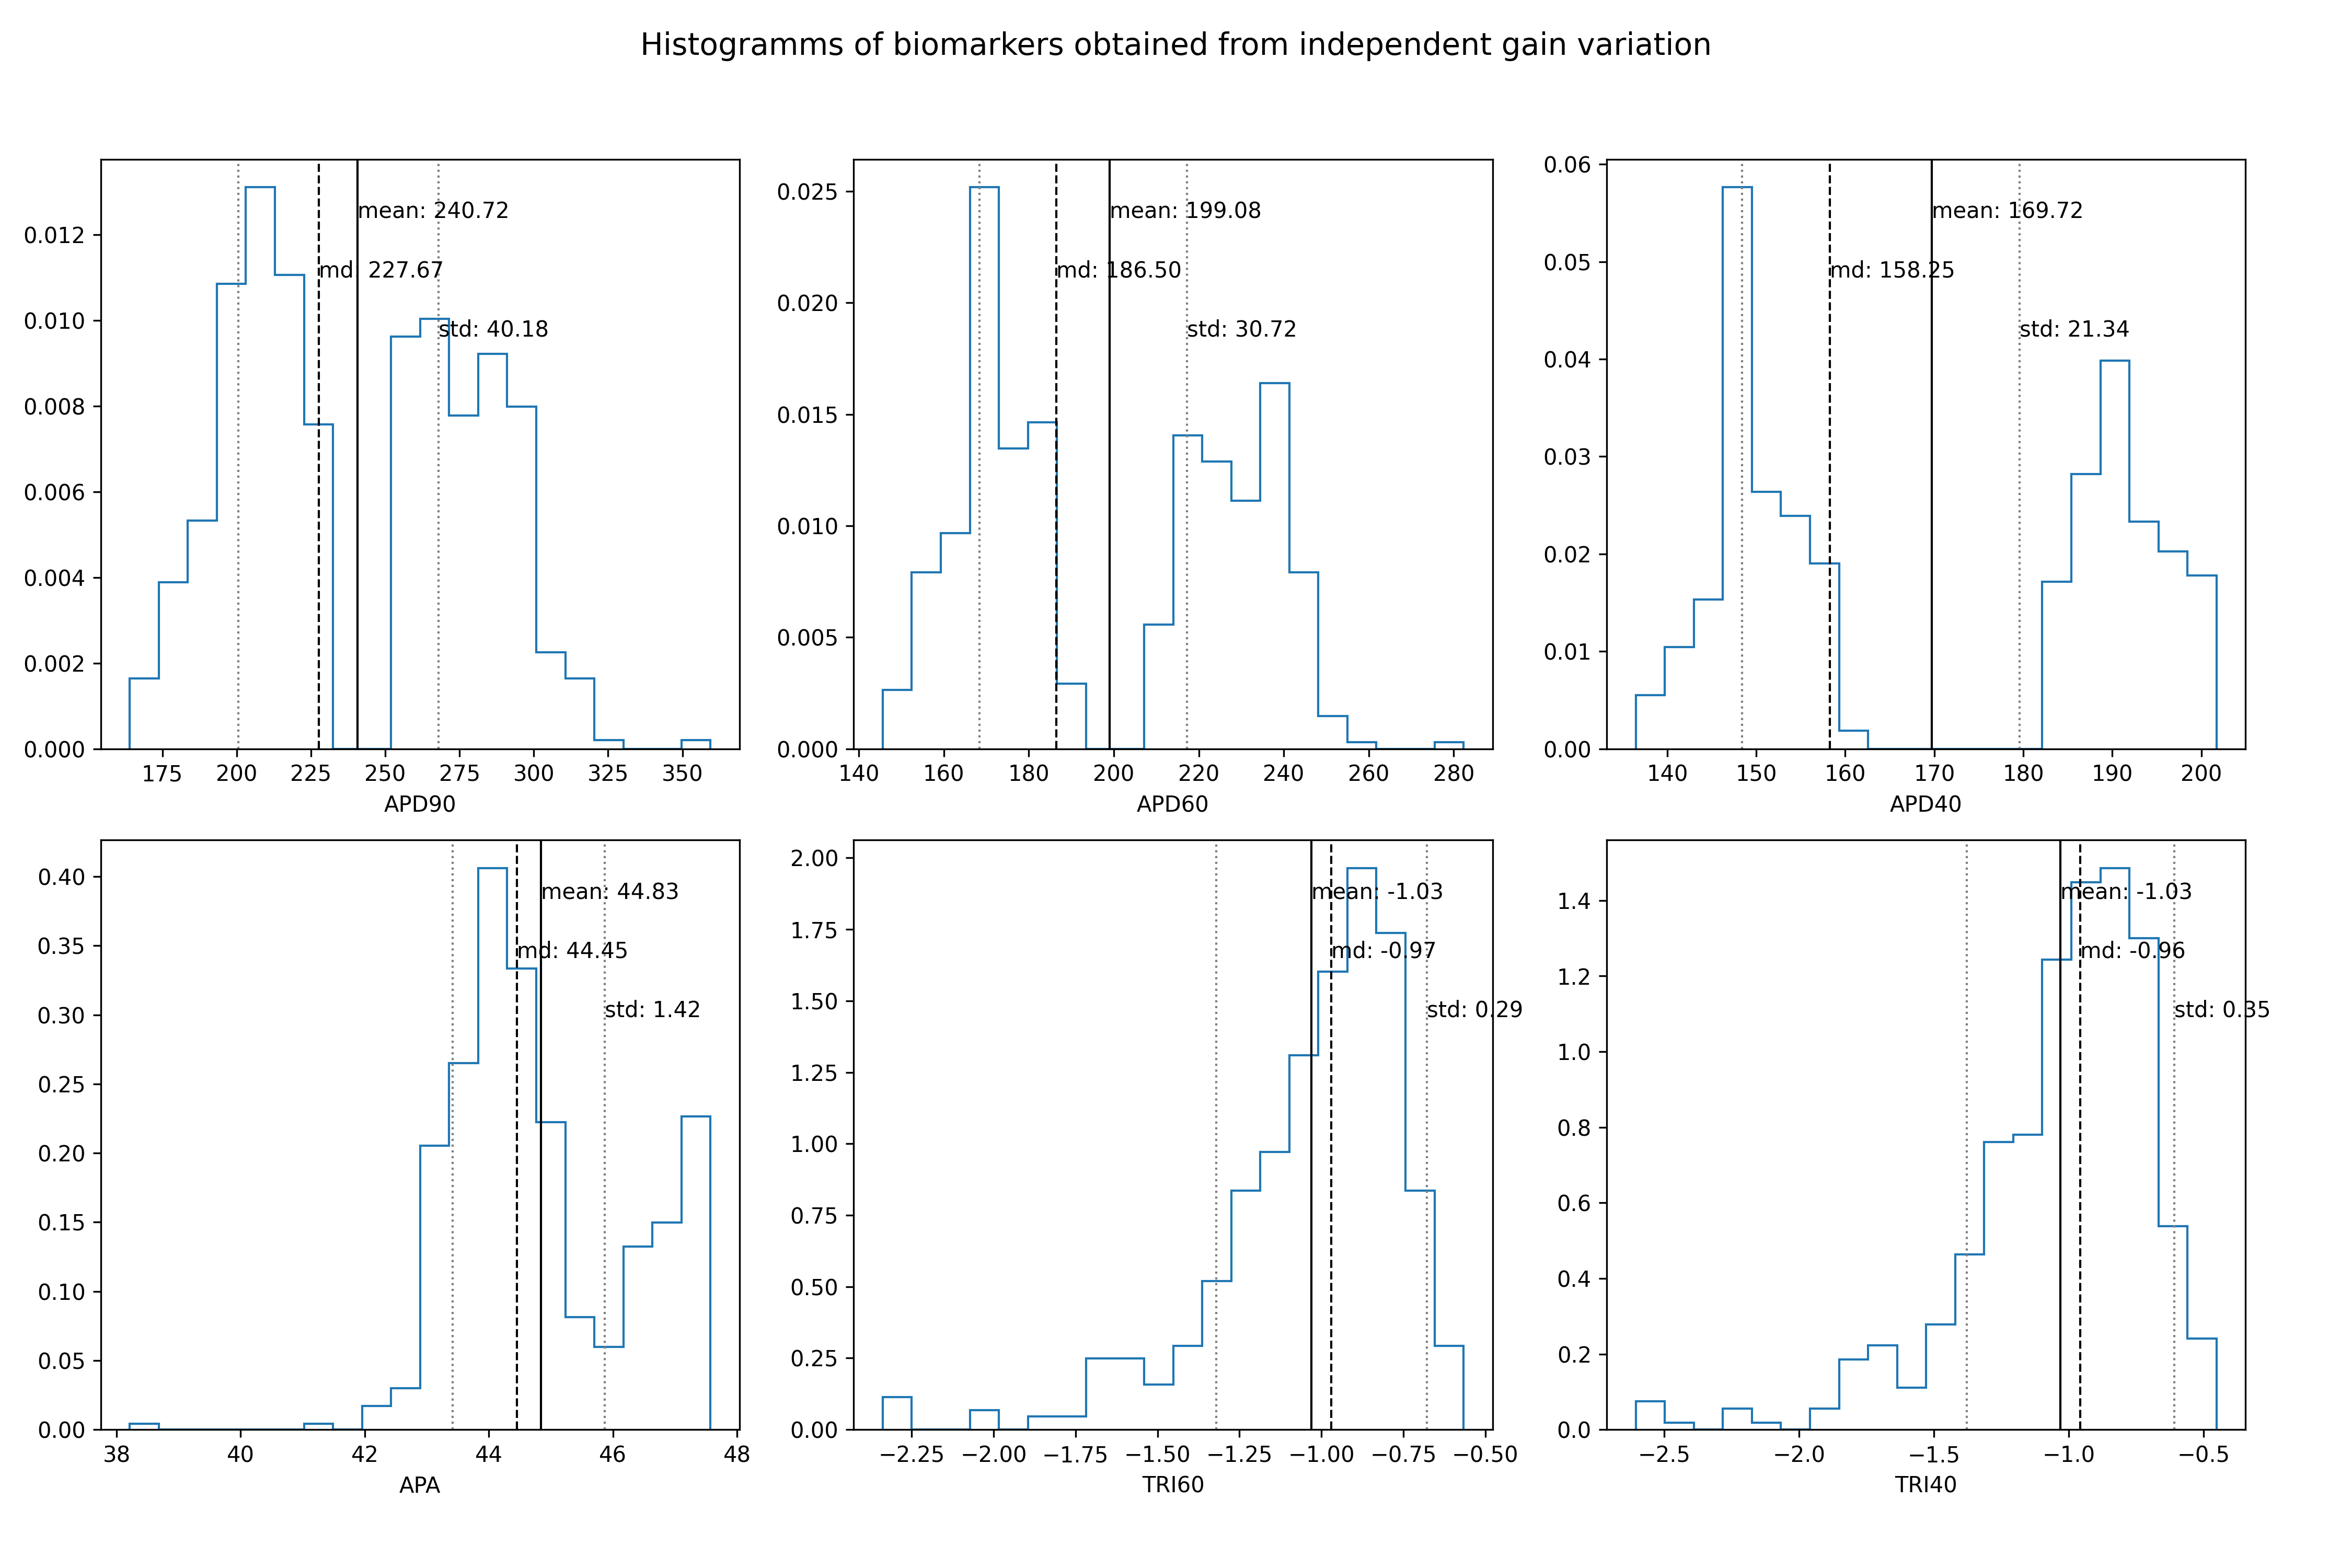 Histogramms of biomarkers obtained from independent gain variation
0.012
0.010
0.008
0.006
0.004
0.002
0.000
mean: 240.72
md: 227.67
std: 40.18
175 200 225 250 275 300 325 350
APD90
0.025
0.020
0.015
0.010
0.005
0.000
mean: 199.08
md: 186.50
std: 30.72
140 160 180 200 220 240 260 280
APD60
0.06
0.05
0.04
0.03
0.02
0.01
0.00
mean: 169.72
md: 158.25
std: 21.34
140 150 160 170 180 190 200
APD40
0.40
0.35
0.30
0.25
0.20
0.15
0.10
0.05
0.00
mean: 44.83
md: 44.45
std: 1.42
38 40 42 44 46 48
APA
2.00
1.75
1.50
1.25
1.00
0.75
0.50
0.25
0.00
mean: -1.03
md: -0.97
std: 0.29
−2.25 −2.00 −1.75 −1.50 −1.25 −1.00 −0.75 −0.50
TRI60
1.4
1.2
1.0
0.8
0.6
0.4
0.2
0.0
mean: -1.03
md: -0.96
std: 0.35
−2.5 −2.0 −1.5 −1.0 −0.5
TRI40